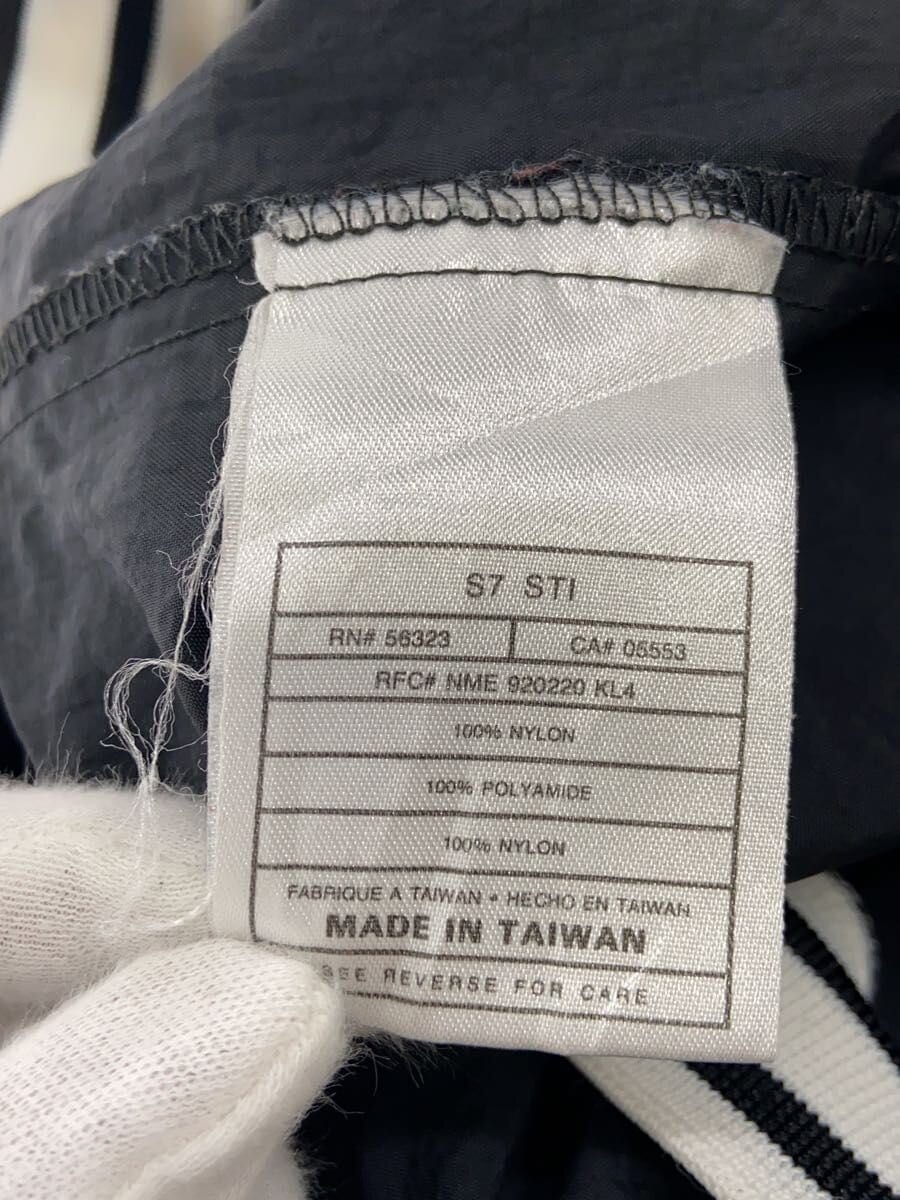 S7 STI
RN# 56323 CA# 05553
RFC# NME 920220 KL4
100% NYLON
100% POLYAMIDE
100% NYLON
FABRIQUE A TAIWAN • HECHO EN TAIWAN
MADE IN TAIWAN
SEE REVERSE FOR CARE